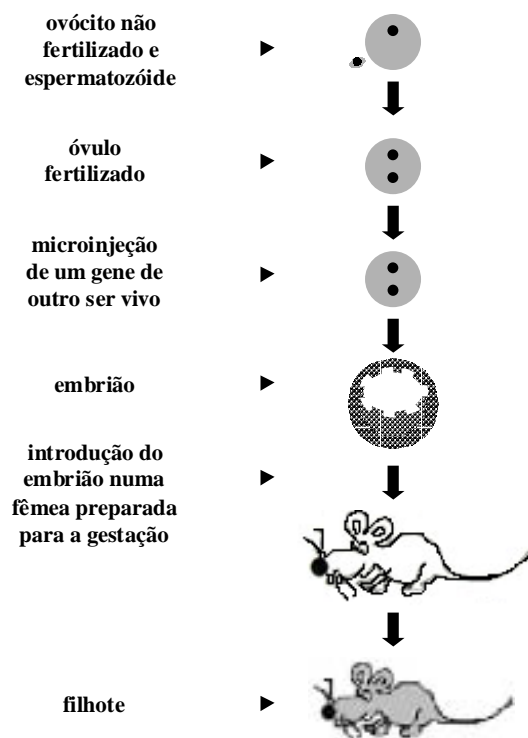 ovócito não
fertilizado e
espermatozóide
óvulo
fertilizado
microinjeção
de um gene de
outro ser vivo
embrião
introdução do
embrião numa
fêmea preparada
para a gestação
filhote